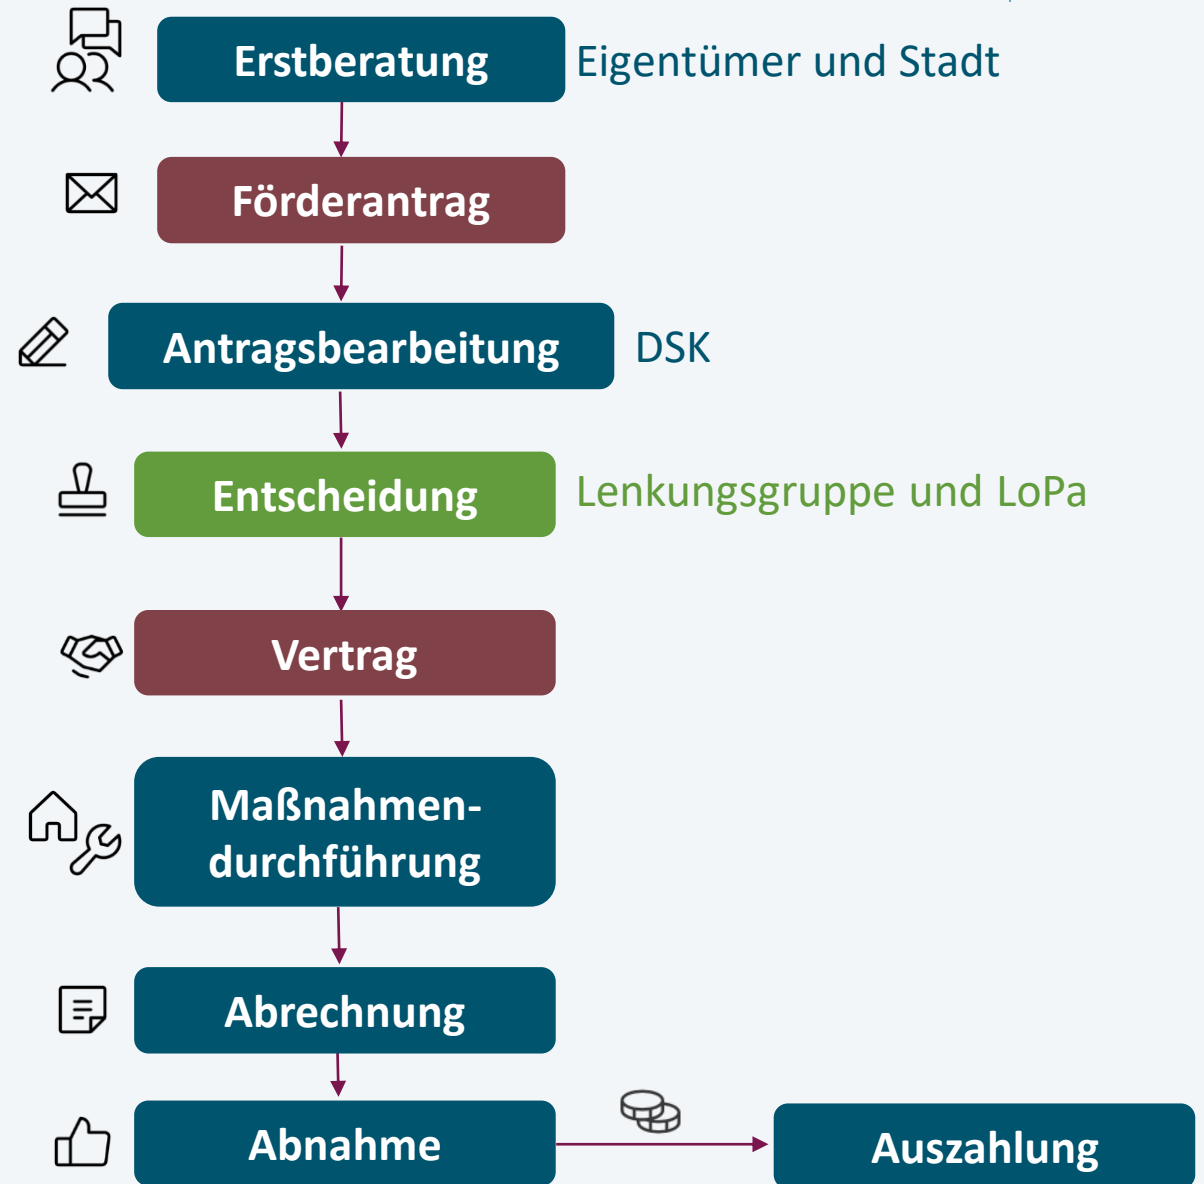 Erstberatung Eigentümer und Stadt
Förderantrag
Antragsbearbeitung DSK
Entscheidung Lenkungsgruppe und LoPa
Vertrag
Maßnahmen-
durchführung
Abrechnung
Abnahme Auszahlung